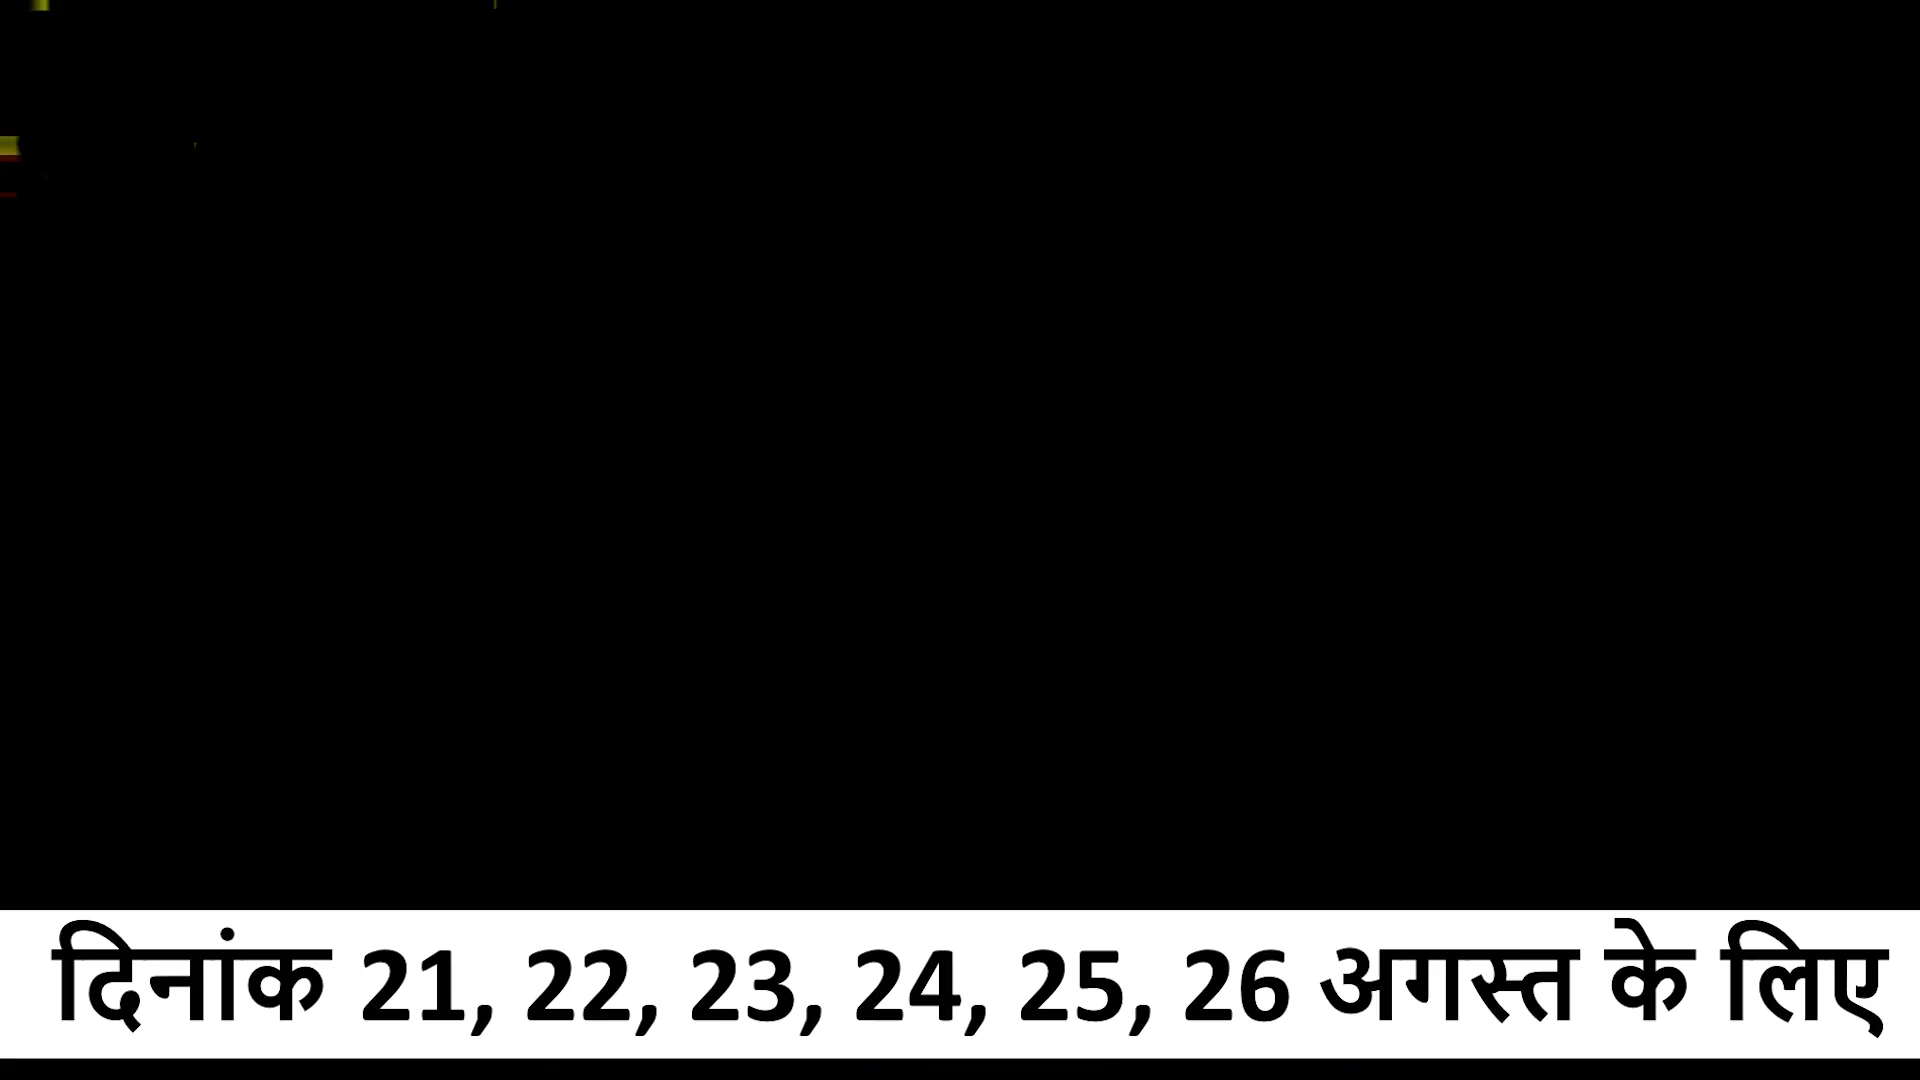 दिनांक 21, 22, 23, 24, 25, 26 अगस्त के लिए